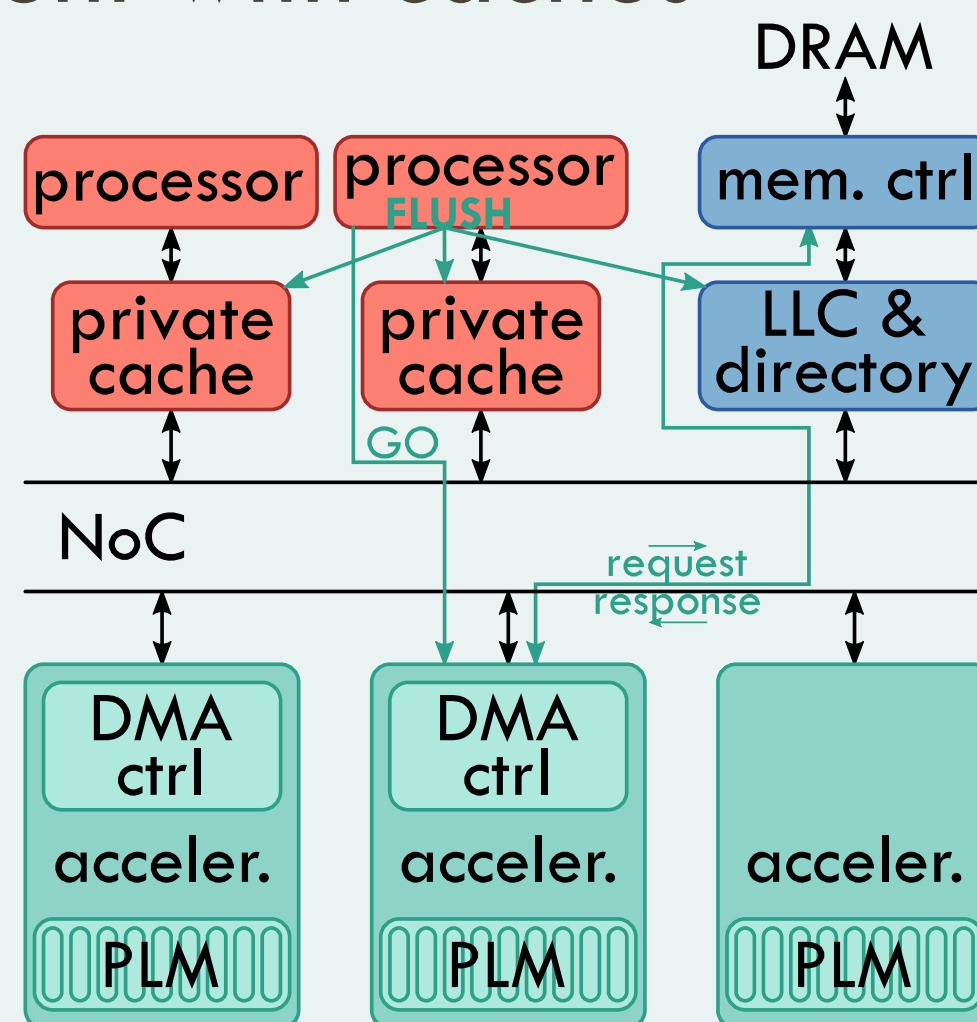 DRAM
processor
processor
mem. ctrl
FLUSH
private
cache
private
cache
LLC &
directory
GO
NoC
request
response
DMA
ctrl
DMA
ctrl
acceler.
acceler.
acceler.
PLM
PLM
PLM